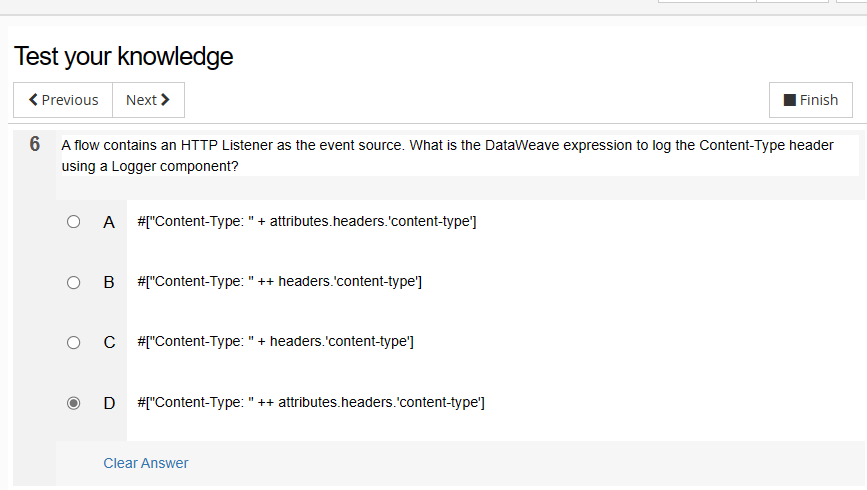 Test your knowledge
Previous Next Finish
6 A flow contains an HTTP Listener as the event source. What is the DataWeave expression to log the Content-Type header
using a Logger component?
A #["Content-Type: " + attributes.headers.'content-type']
B #["Content-Type: " ++ headers.'content-type']
C #["Content-Type: " + headers.'content-type']
D #["Content-Type: " ++ attributes.headers.'content-type']
Clear Answer